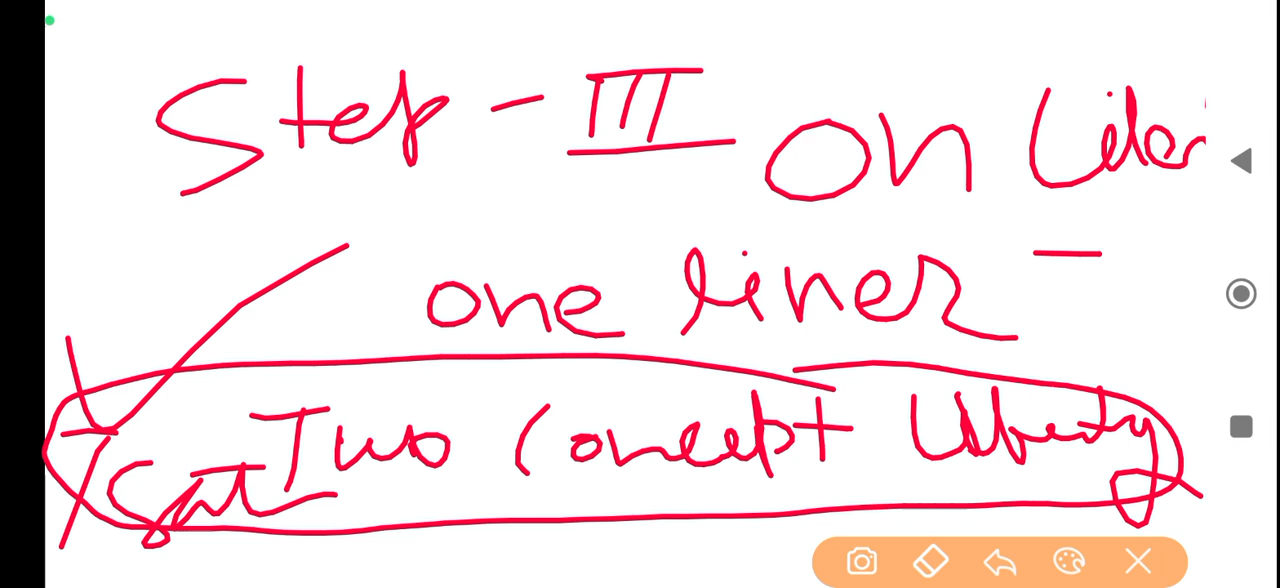 Step - III on Liber
one liner -
Two Concept Liberty